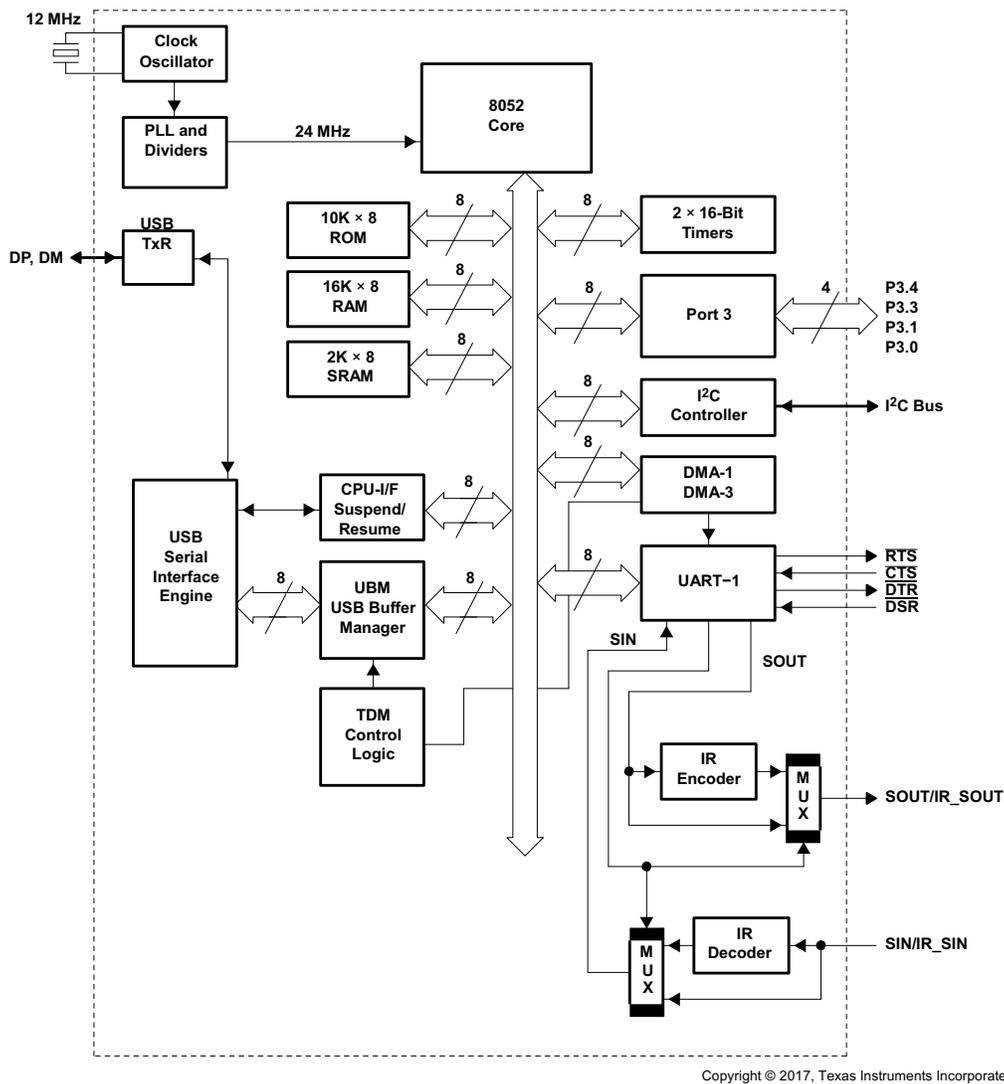 12 MHz
Clock
Oscillator
PLL and
Dividers
24 MHz
8052
Core
USB
TxR
DP, DM
10K × 8
ROM
8
16K × 8
RAM
8
2K × 8
SRAM
8
8
2 × 16-Bit
Timers
8
Port 3
4
P3.4
P3.3
P3.1
P3.0
8
I²C
Controller
I²C Bus
8
DMA-1
DMA-3
USB
Serial
Interface
Engine
CPU-I/F
Suspend/
Resume
8
8
UBM
USB Buffer
Manager
8
8
UART−1
RTS
CTS
DTR
DSR
SIN
SOUT
TDM
Control
Logic
IR
Encoder
M
U
X
SOUT/IR_SOUT
M
U
X
IR
Decoder
SIN/IR_SIN
Copyright © 2017, Texas Instruments Incorporate